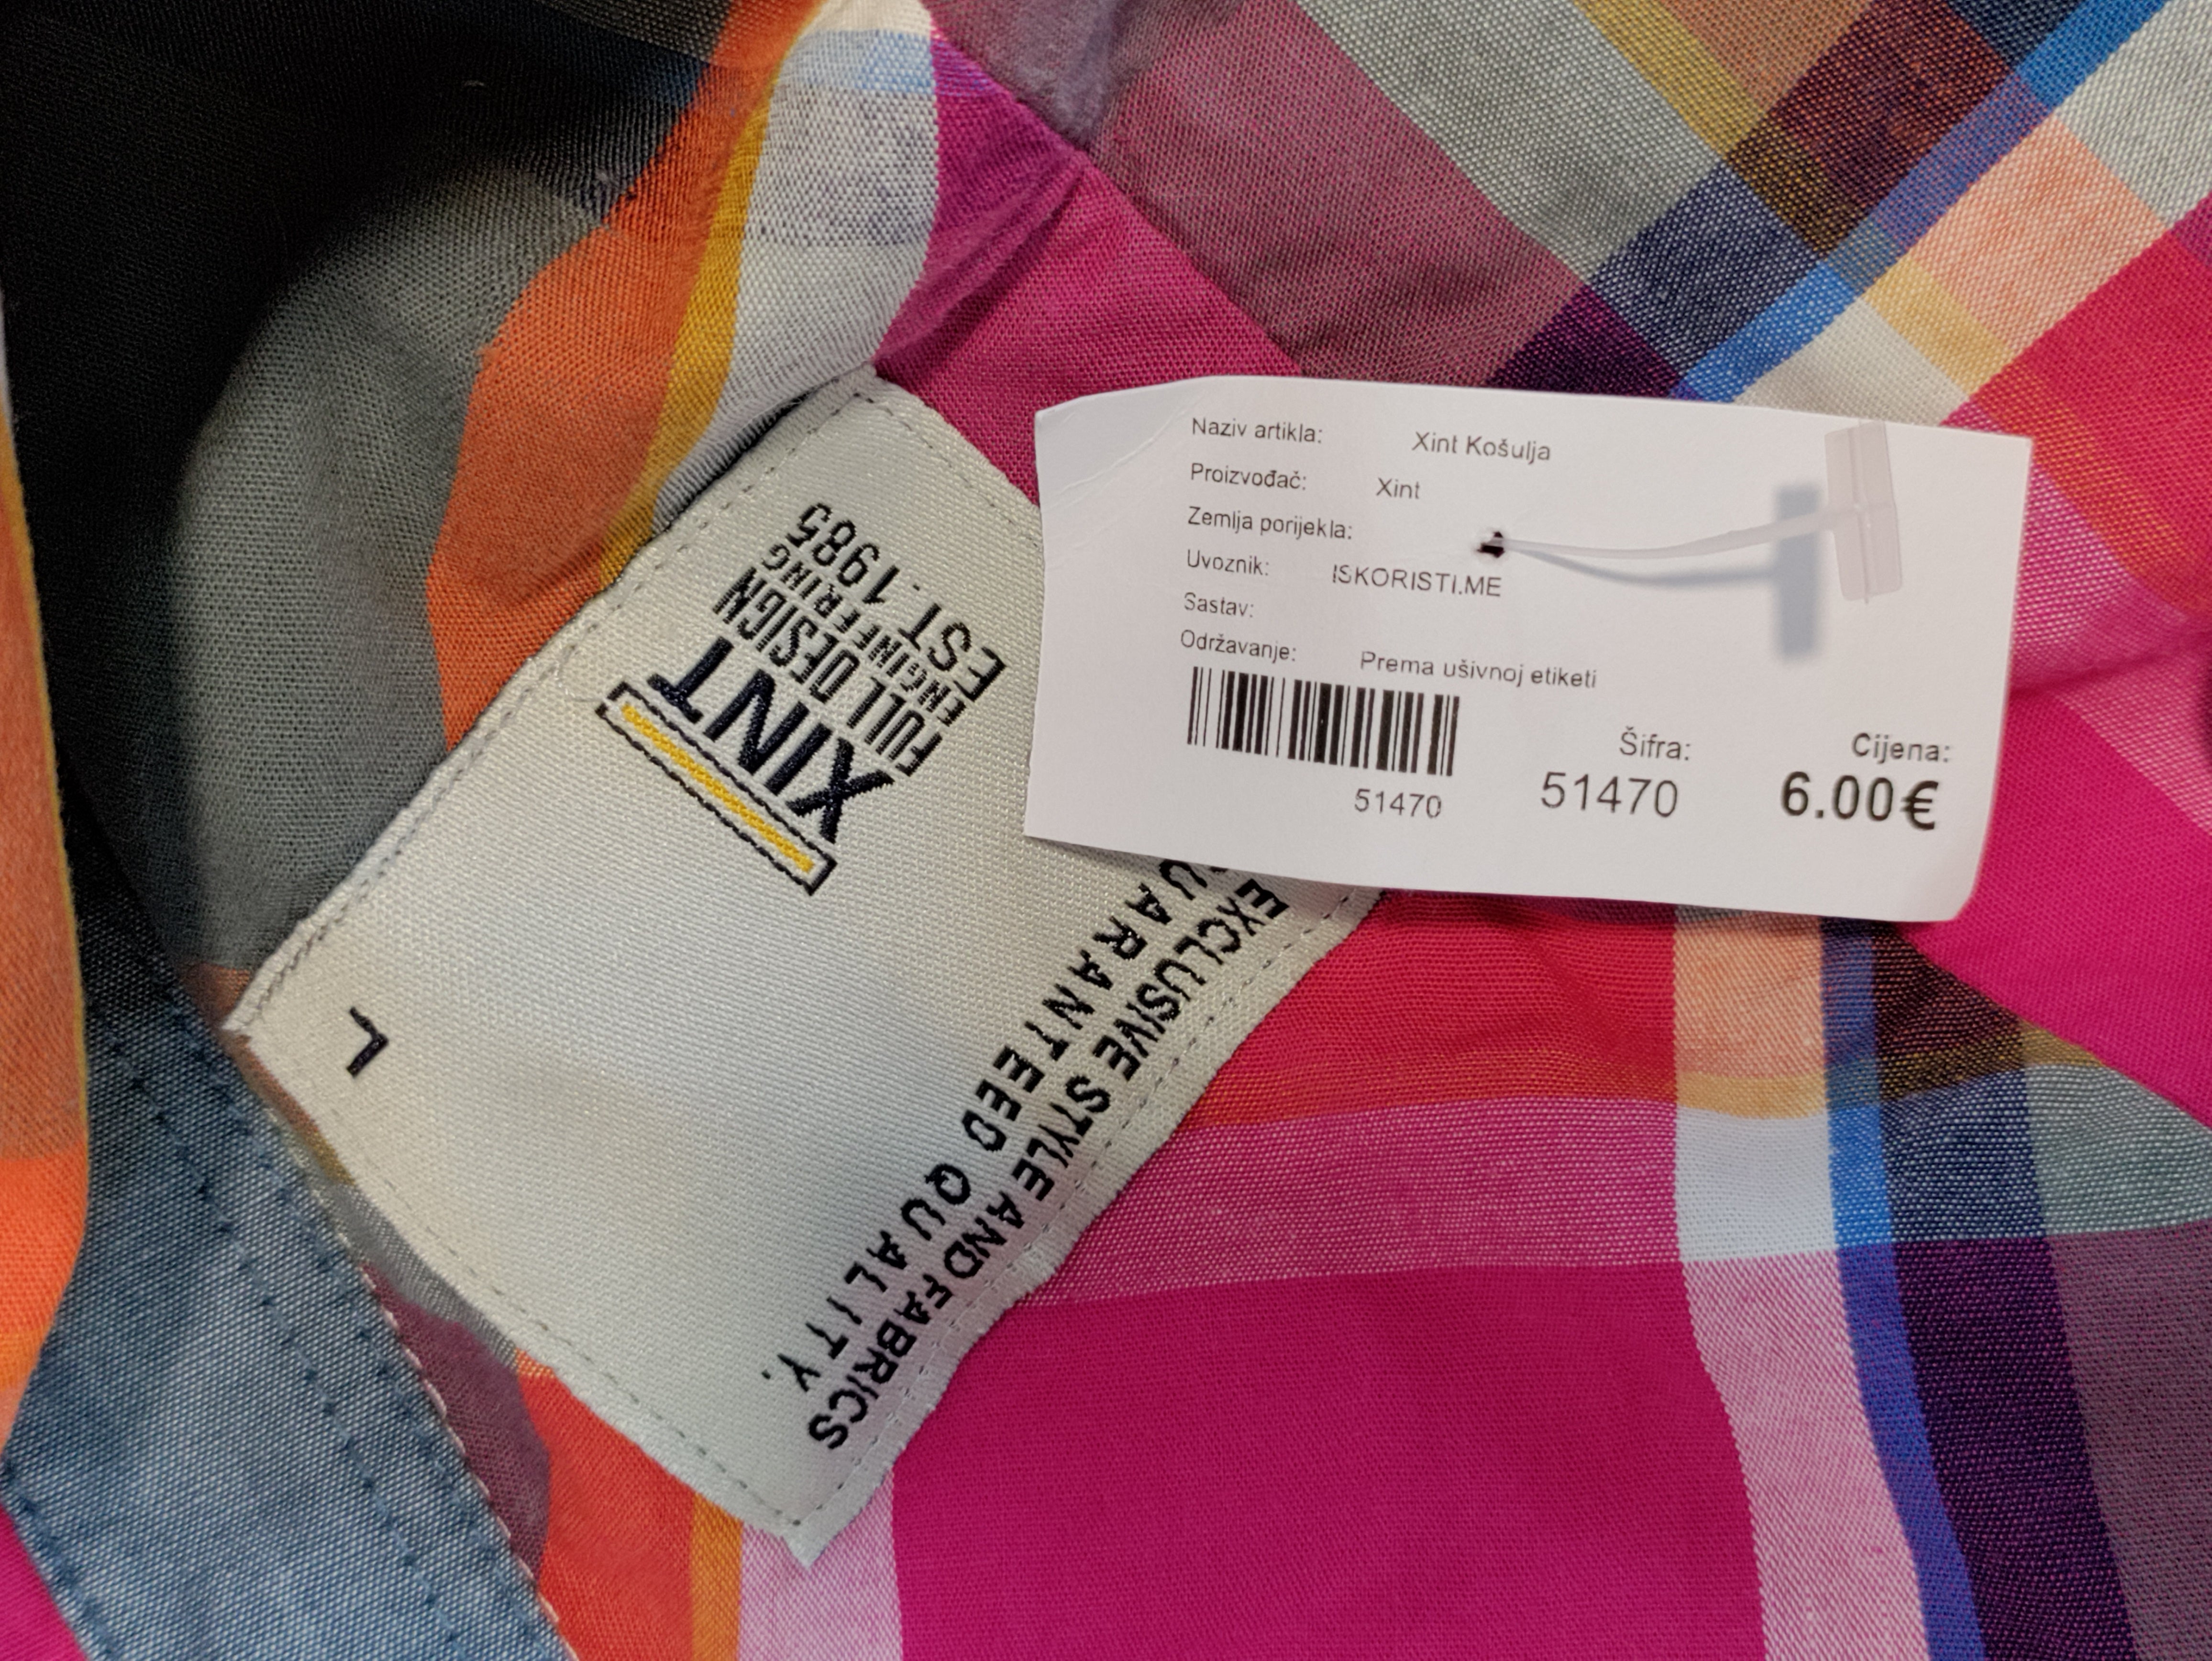 Naziv artikla: Xint Košulja
Proizvođač: Xint
Zemlja porijekla:
Uvoznik: ISKORISTI.ME
Sastav:
Održavanje: Prema ušivnoj etiketi
51470
Šifra:
51470
Cijena:
6.00€
XINT
FULL DESIGN
ENGINEERING
EST·1985
L
EXCLUSIVE STYLE AND FABRICS
QUARANTEED QUALITY.